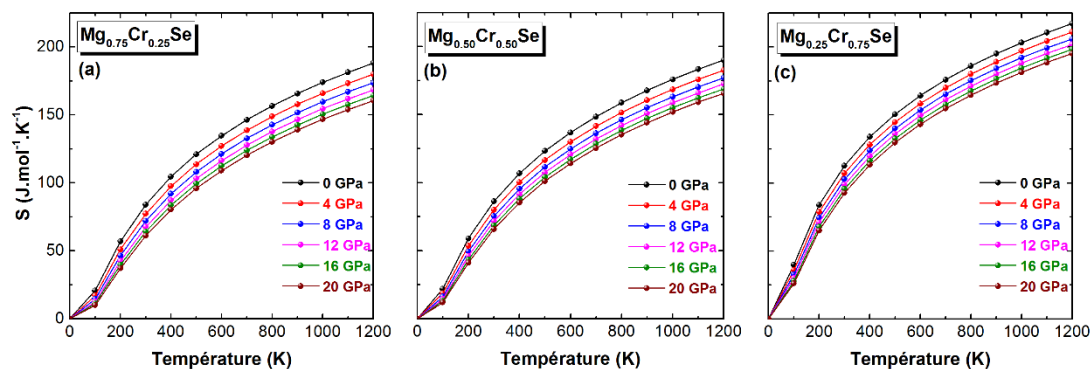 S (J.mol⁻¹.K⁻¹)
0
50
100
150
200
Mg₀.₇₅Cr₀.₂₅Se
(a)
0 GPa
4 GPa
8 GPa
12 GPa
16 GPa
20 GPa
0 200 400 600 800 1000 1200
Température (K)
Mg₀.₅₀Cr₀.₅₀Se
(b)
0 GPa
4 GPa
8 GPa
12 GPa
16 GPa
20 GPa
0 200 400 600 800 1000 1200
Température (K)
Mg₀.₂₅Cr₀.₇₅Se
(c)
0 GPa
4 GPa
8 GPa
12 GPa
16 GPa
20 GPa
0 200 400 600 800 1000 1200
Température (K)